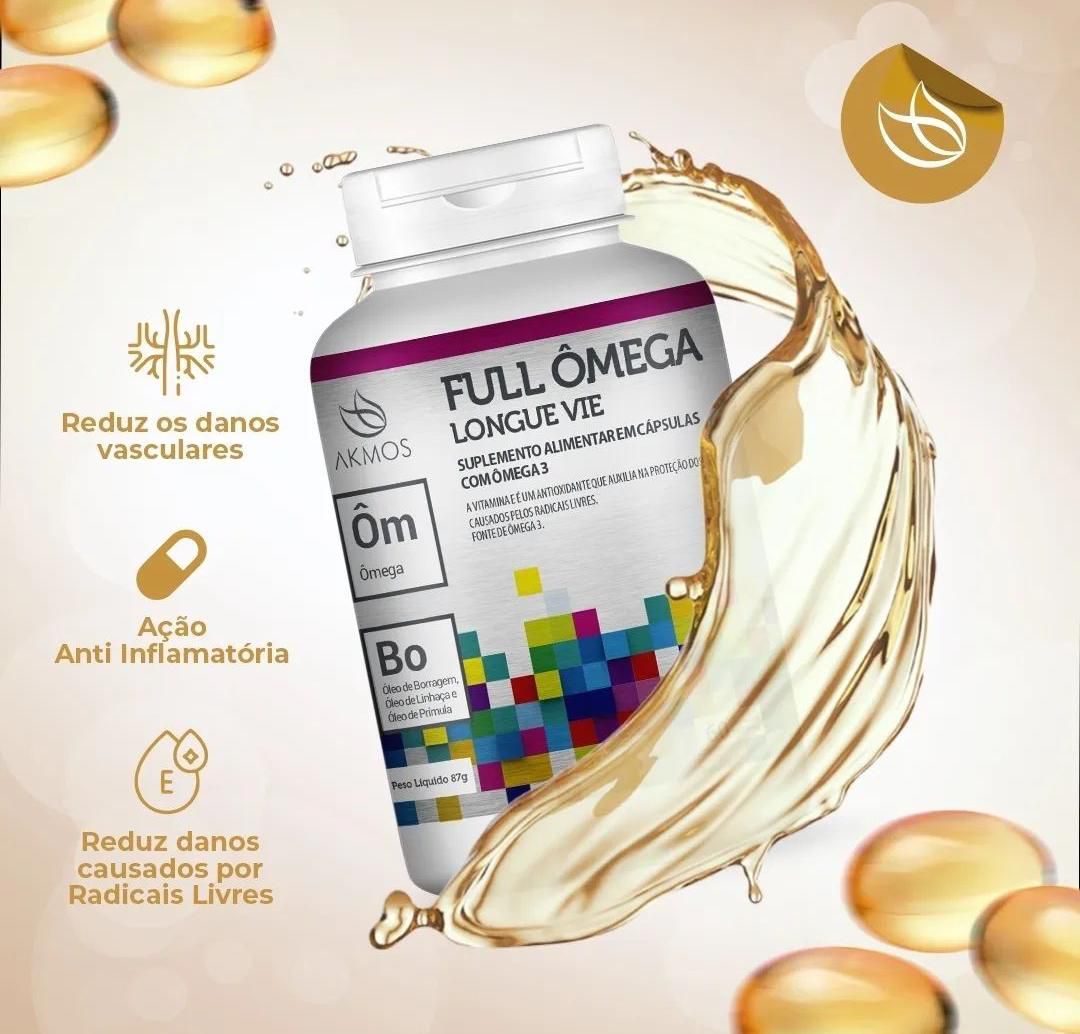 FULL ÔMEGA
LONGUE VIE
SUPLEMENTO ALIMENTAR EM CÁPSULAS
COM ÔMEGA 3
A VITAMINA E É UM ANTIOXIDANTE QUE AUXILIA NA PROTEÇÃO DOS
CAUSADOS PELOS RADICAIS LIVRES.
FONTE DE ÔMEGA 3.
AKMOS
Ôm
Ômega
Bo
Óleo de Borragem,
Óleo de Linhaça e
Óleo de Prímula
Peso Líquido 87g
Reduz os danos
vasculares
Ação
Anti Inflamatória
E
Reduz danos
causados por
Radicais Livres